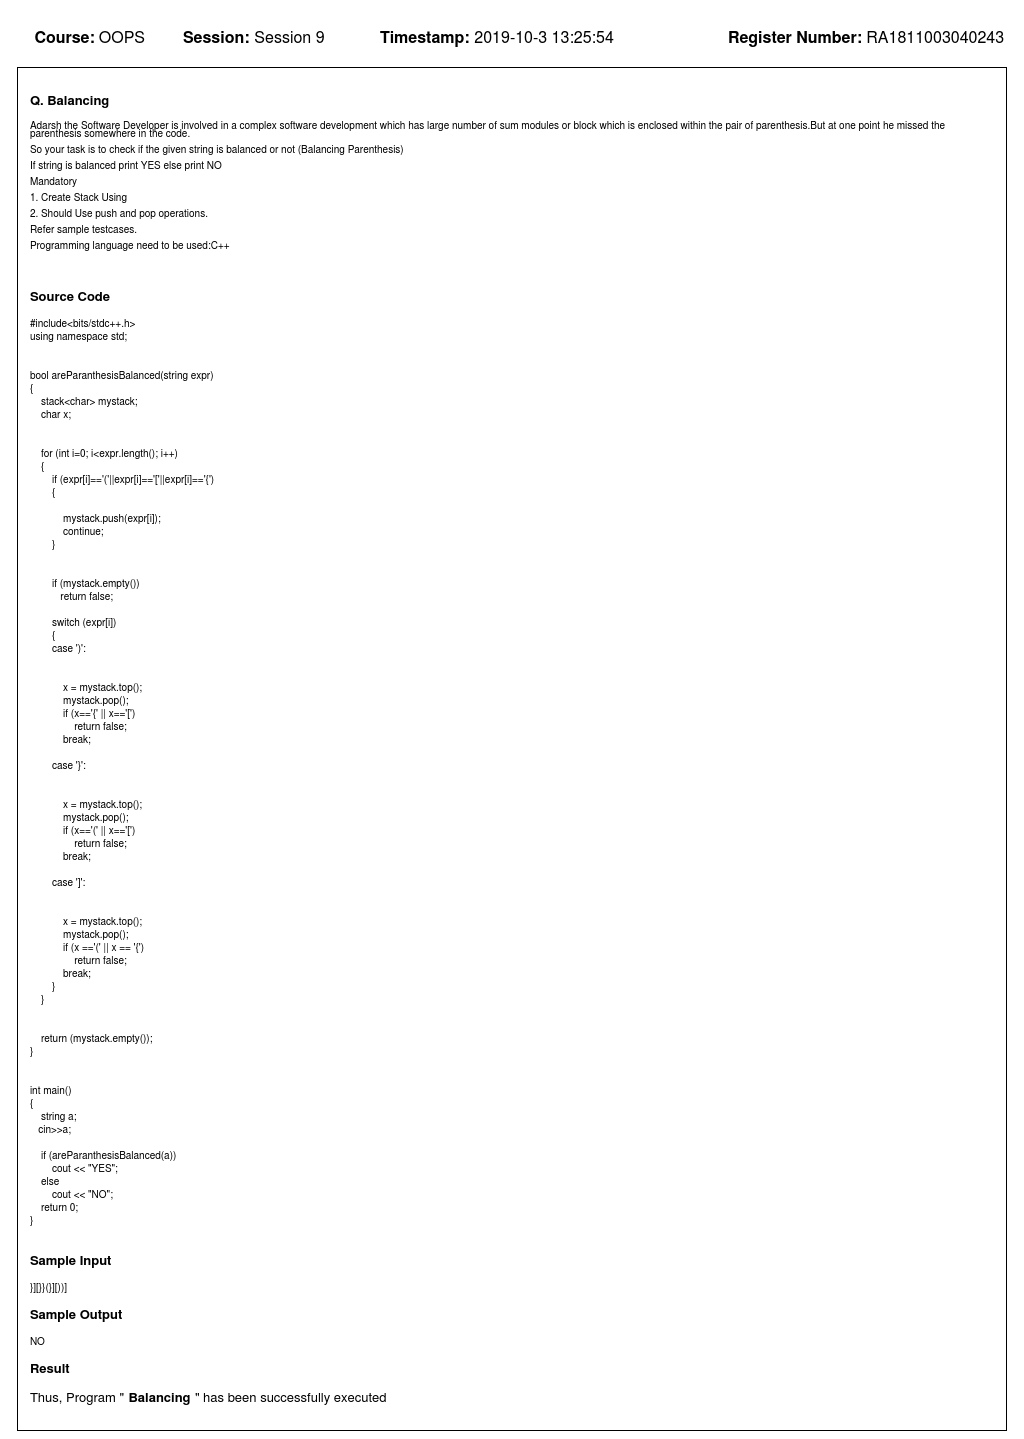 Course: OOPS Session: Session 9 Timestamp: 2019-10-3 13:25:54 Register Number: RA1811003040243
Q. Balancing
Adarsh the Software Developer is involved in a complex software development which has large number of sum modules or block which is enclosed within the pair of parenthesis.But at one point he missed the
parenthesis somewhere in the code.
So your task is to check if the given string is balanced or not (Balancing Parenthesis)
If string is balanced print YES else print NO
Mandatory
1. Create Stack Using
2. Should Use push and pop operations.
Refer sample testcases.
Programming language need to be used:C++
Source Code
#include<bits/stdc++.h>
using namespace std;
bool areParanthesisBalanced(string expr)
{
stack<char> mystack;
char x;
for (int i=0; i<expr.length(); i++)
{
if (expr[i]=='('||expr[i]=='['||expr[i]=='{')
{
mystack.push(expr[i]);
continue;
}
if (mystack.empty())
return false;
switch (expr[i])
{
case ')':
x = mystack.top();
mystack.pop();
if (x=='{' || x=='[')
return false;
break;
case '}':
x = mystack.top();
mystack.pop();
if (x=='(' || x=='[')
return false;
break;
case ']':
x = mystack.top();
mystack.pop();
if (x =='(' || x == '{')
return false;
break;
}
}
return (mystack.empty());
}
int main()
{
string a;
cin>>a;
if (areParanthesisBalanced(a))
cout << "YES";
else
cout << "NO";
return 0;
}
Sample Input
Sample Output
NO
Result
Thus, Program " Balancing " has been successfully executed